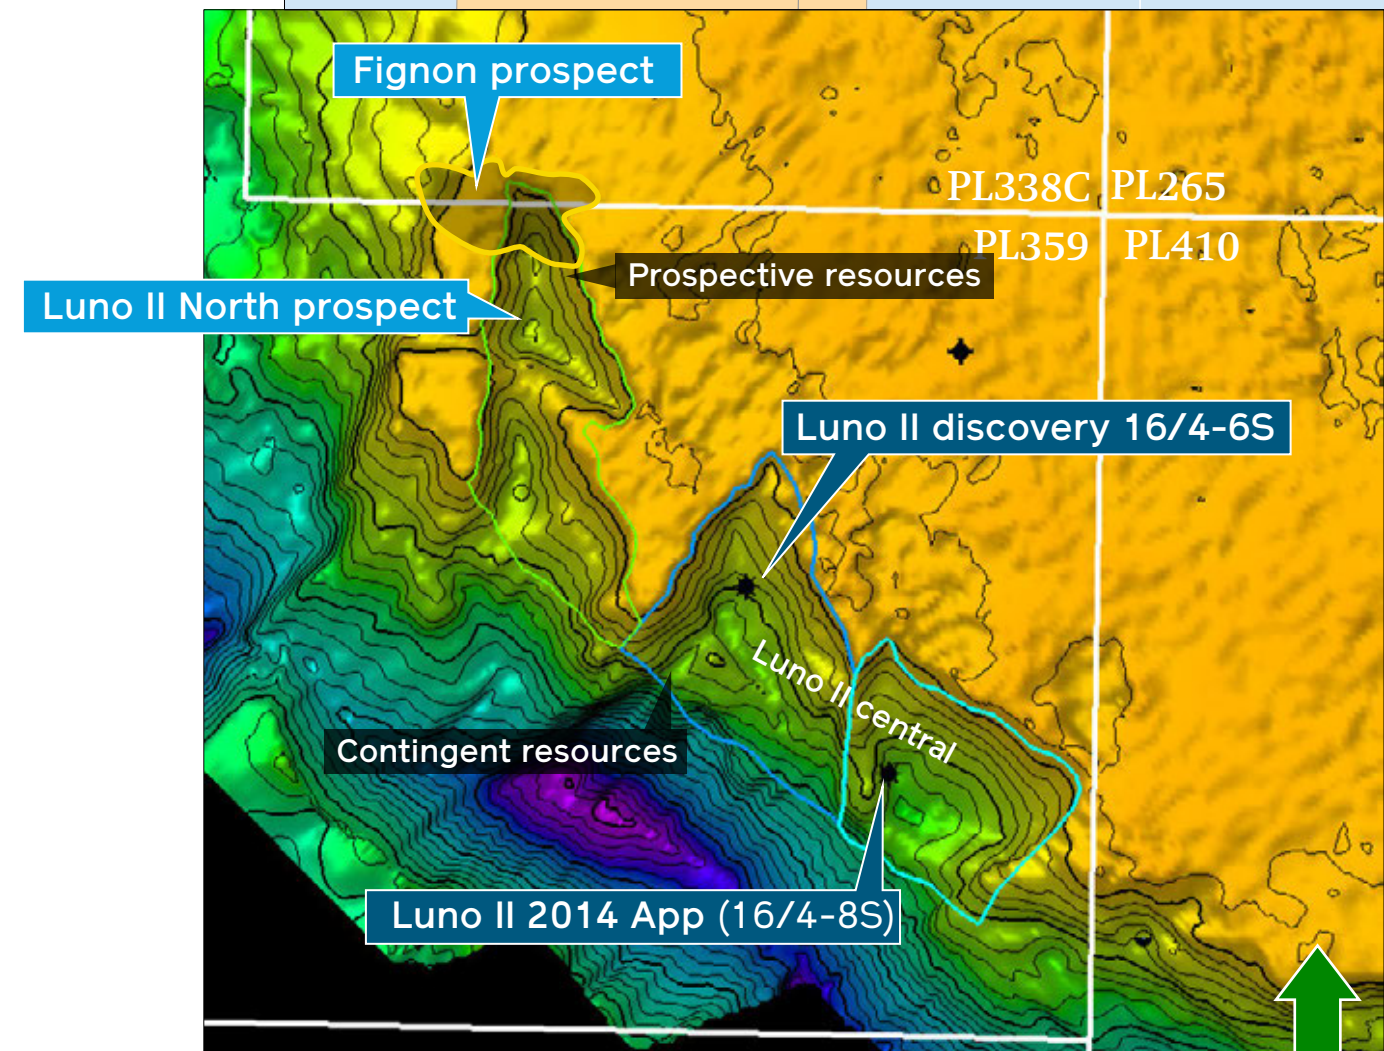 Fignon prospect
PL338C PL265
PL359 PL410
Prospective resources
Luno II North prospect
Luno II discovery 16/4-6S
Luno II central
Contingent resources
Luno II 2014 App (16/4-8S)